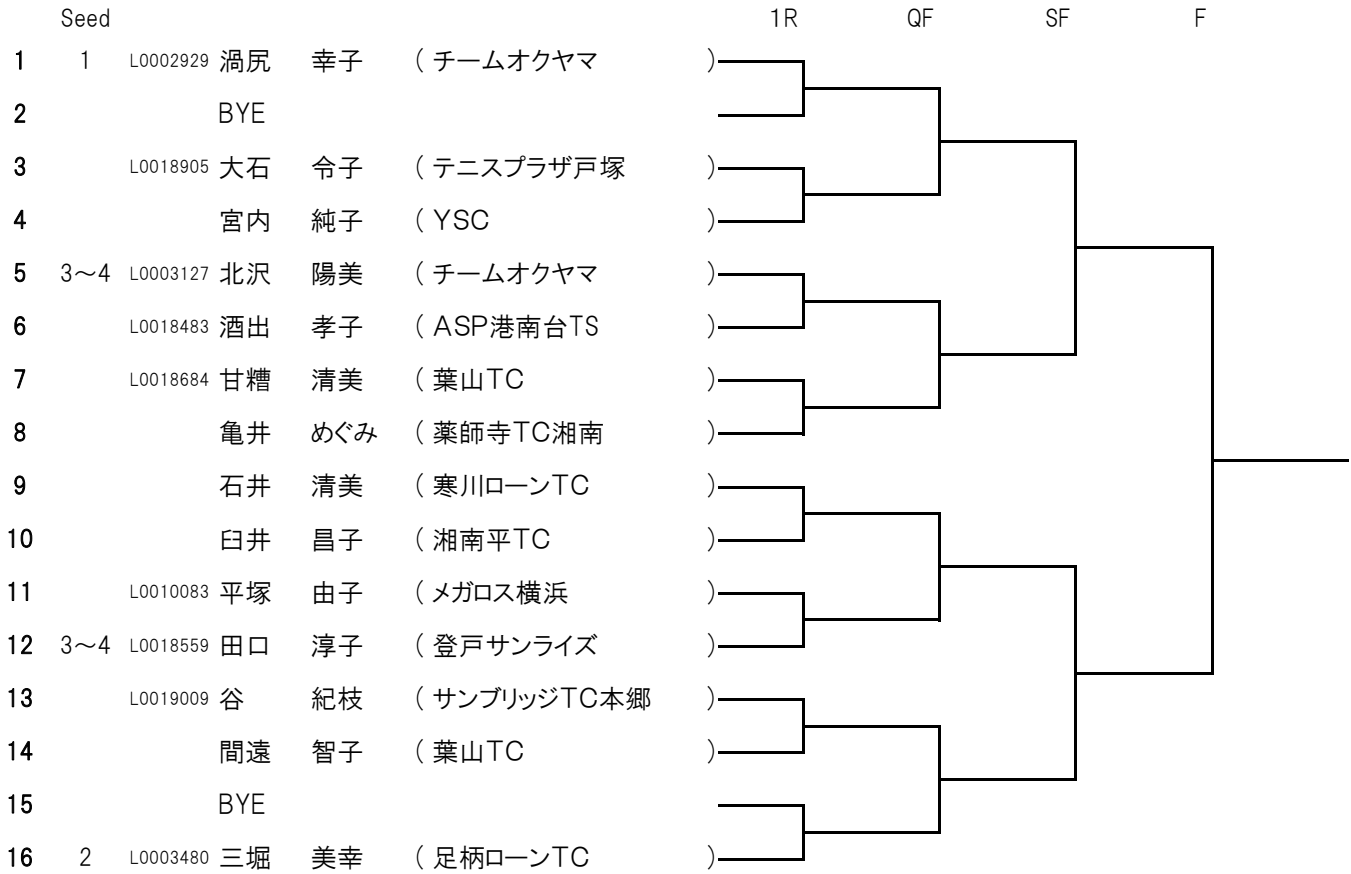 Seed 1R QF SF F
1 1 L0002929 渦尻 幸子 ( チームオクヤマ )
2 BYE
3 L0018905 大石 令子 ( テニスプラザ戸塚 )
4 宮内 純子 ( YSC )
5 3～4 L0003127 北沢 陽美 ( チームオクヤマ )
6 L0018483 酒出 孝子 ( ASP港南台TS )
7 L0018684 甘糟 清美 ( 葉山TC )
8 亀井 めぐみ ( 薬師寺TC湘南 )
9 石井 清美 ( 寒川ローンTC )
10 臼井 昌子 ( 湘南平TC )
11 L0010083 平塚 由子 ( メガロス横浜 )
12 3～4 L0018559 田口 淳子 ( 登戸サンライズ )
13 L0019009 谷 紀枝 ( サンブリッジTC本郷 )
14 間遠 智子 ( 葉山TC )
15 BYE
16 2 L0003480 三堀 美幸 ( 足柄ローンTC )